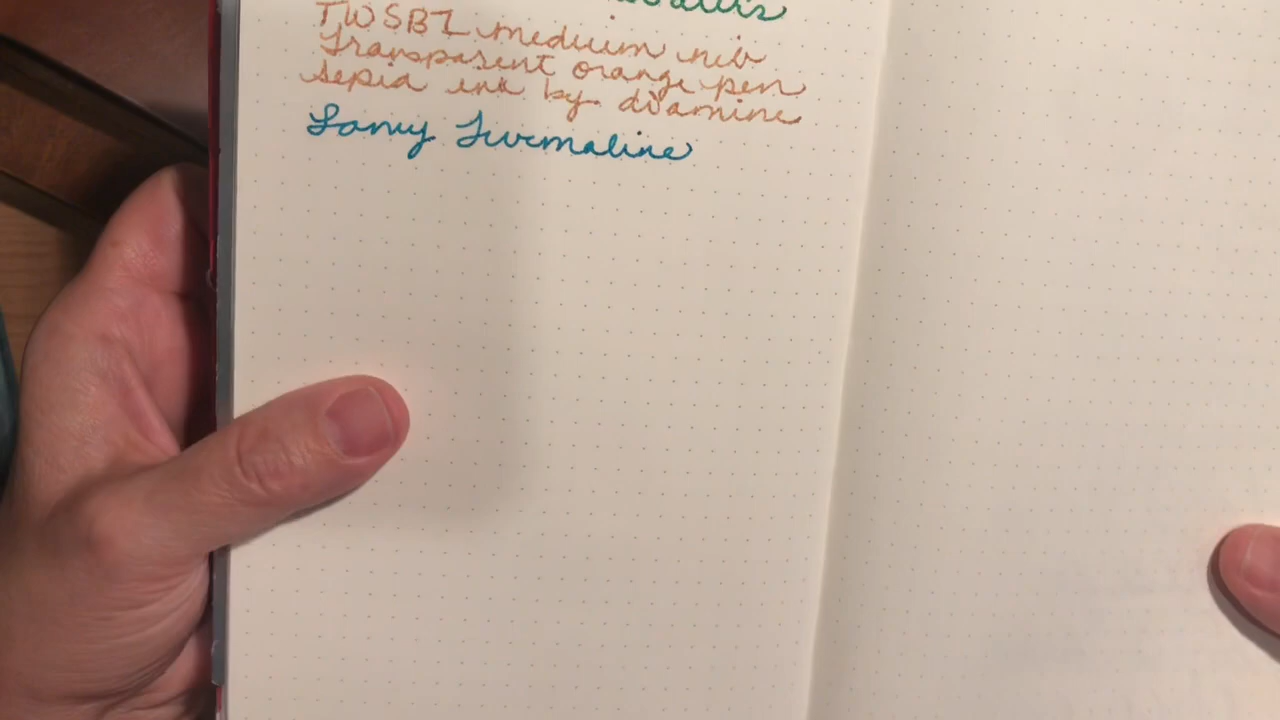 TWSBI medium nib
Transparent orange pen
Sepia ink by diamine
Lamy Turmaline